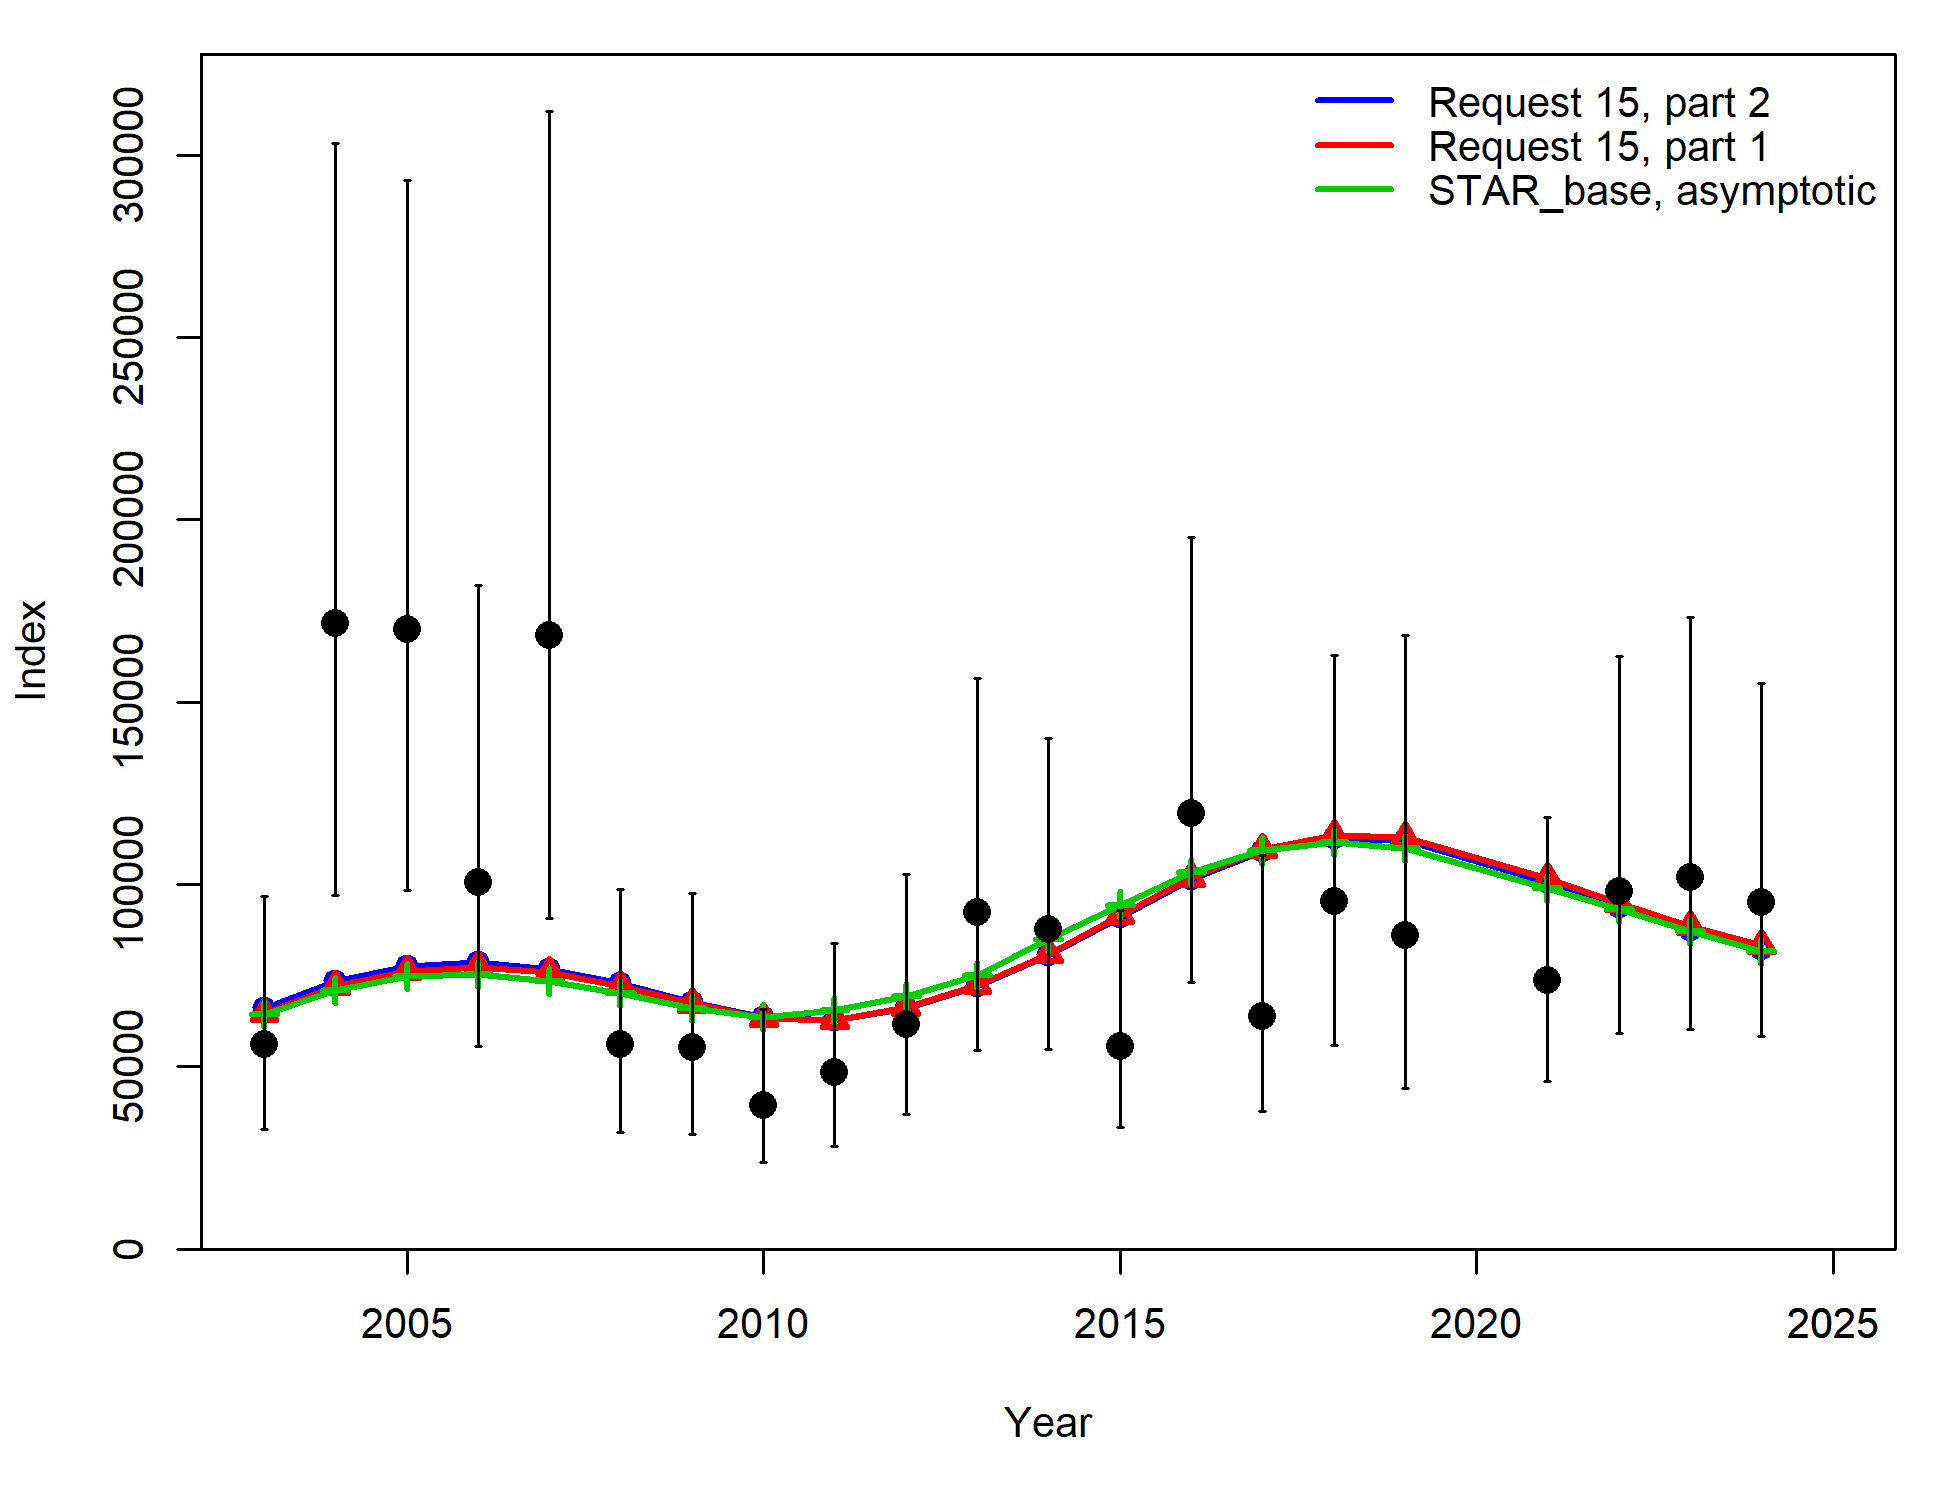 Request 15, part 2
Request 15, part 1
STAR_base, asymptotic
Index
300000
250000
200000
150000
100000
50000
0
2005 2010 2015 2020 2025
Year